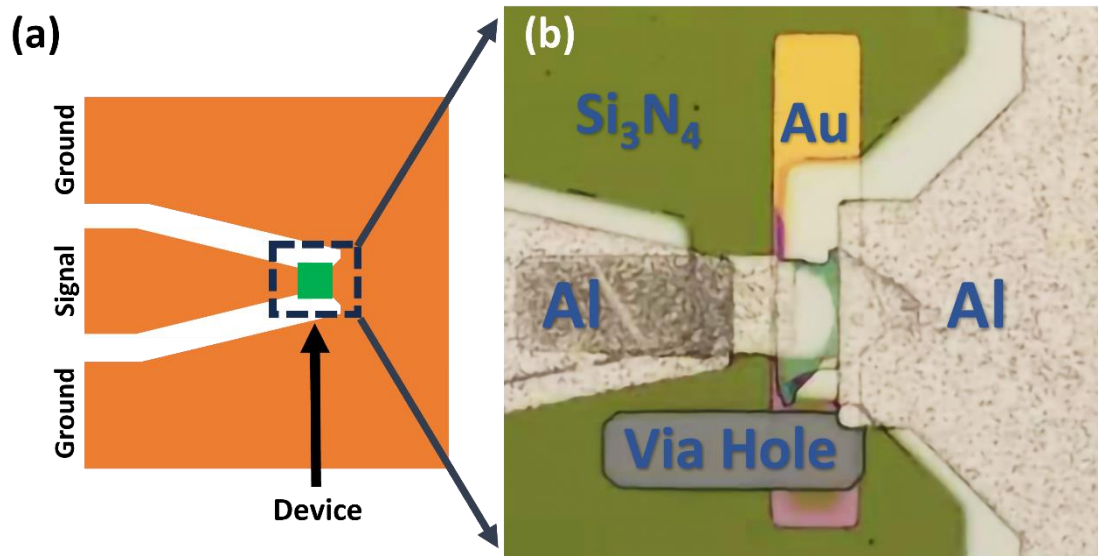 (a)
Ground
Signal
Ground
Device
(b)
Si₃N₄
Au
Al
Al
Via Hole